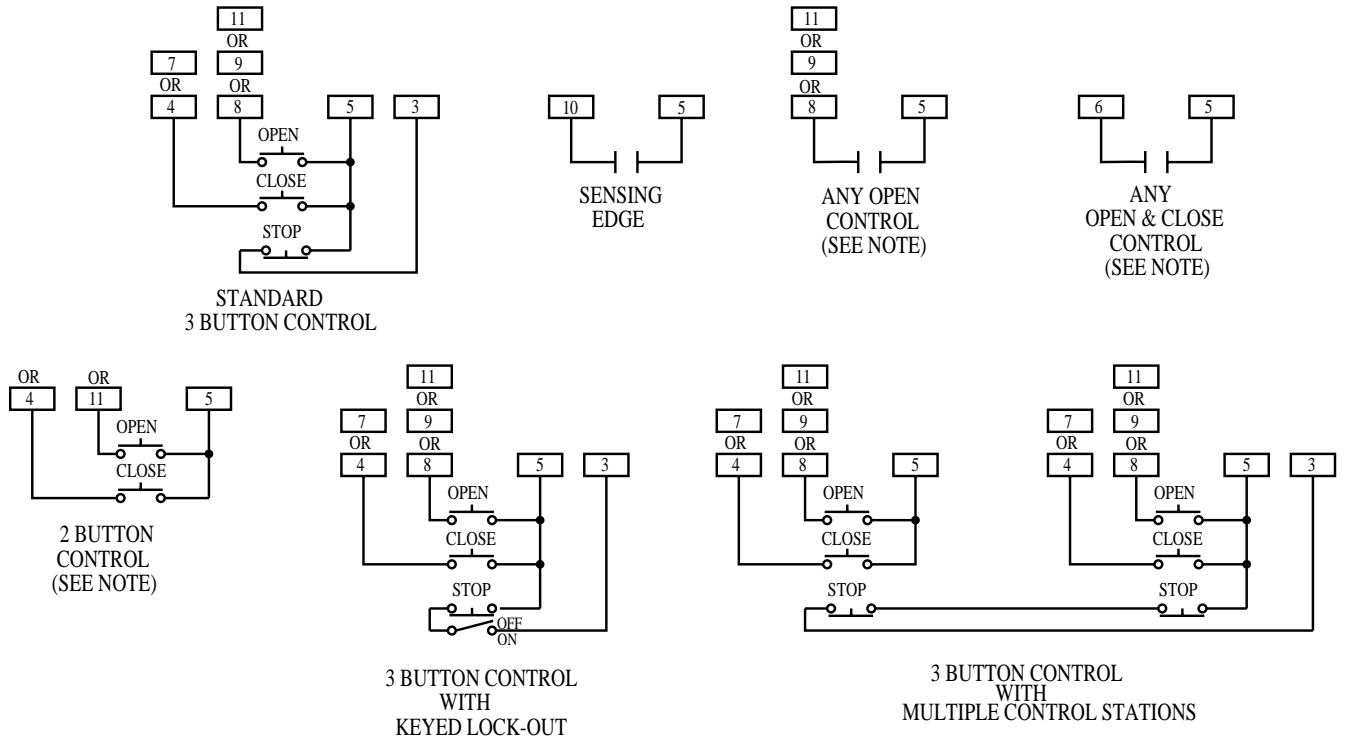 11
OR
7
9
OR
OR
4
8
5
3
OPEN
CLOSE
STOP
STANDARD
3 BUTTON CONTROL
10
5
SENSING
EDGE
11
OR
9
OR
8
5
ANY OPEN
CONTROL
(SEE NOTE)
6
5
ANY
OPEN & CLOSE
CONTROL
(SEE NOTE)
OR
OR
4
11
5
OPEN
CLOSE
2 BUTTON
CONTROL
(SEE NOTE)
11
OR
7
9
OR
OR
4
8
5
3
OPEN
CLOSE
STOP
OFF
ON
3 BUTTON CONTROL
WITH
KEYED LOCK-OUT
11
OR
7
9
OR
OR
4
8
5
OPEN
CLOSE
STOP
11
OR
7
9
OR
OR
4
8
5
3
OPEN
CLOSE
STOP
3 BUTTON CONTROL
WITH
MULTIPLE CONTROL STATIONS